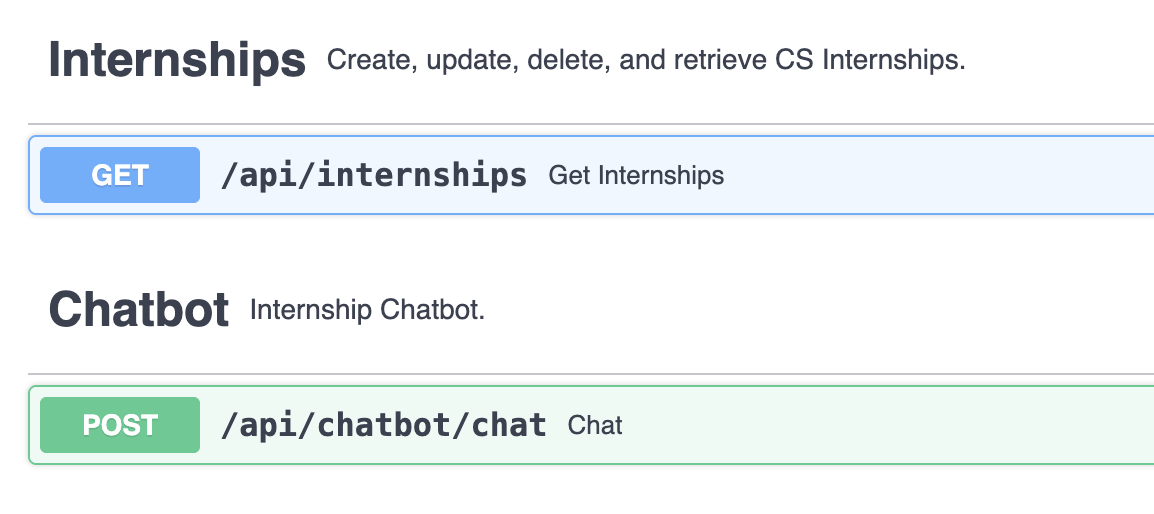 Internships Create, update, delete, and retrieve CS Internships.
GET /api/internships Get Internships
Chatbot Internship Chatbot.
POST /api/chatbot/chat Chat